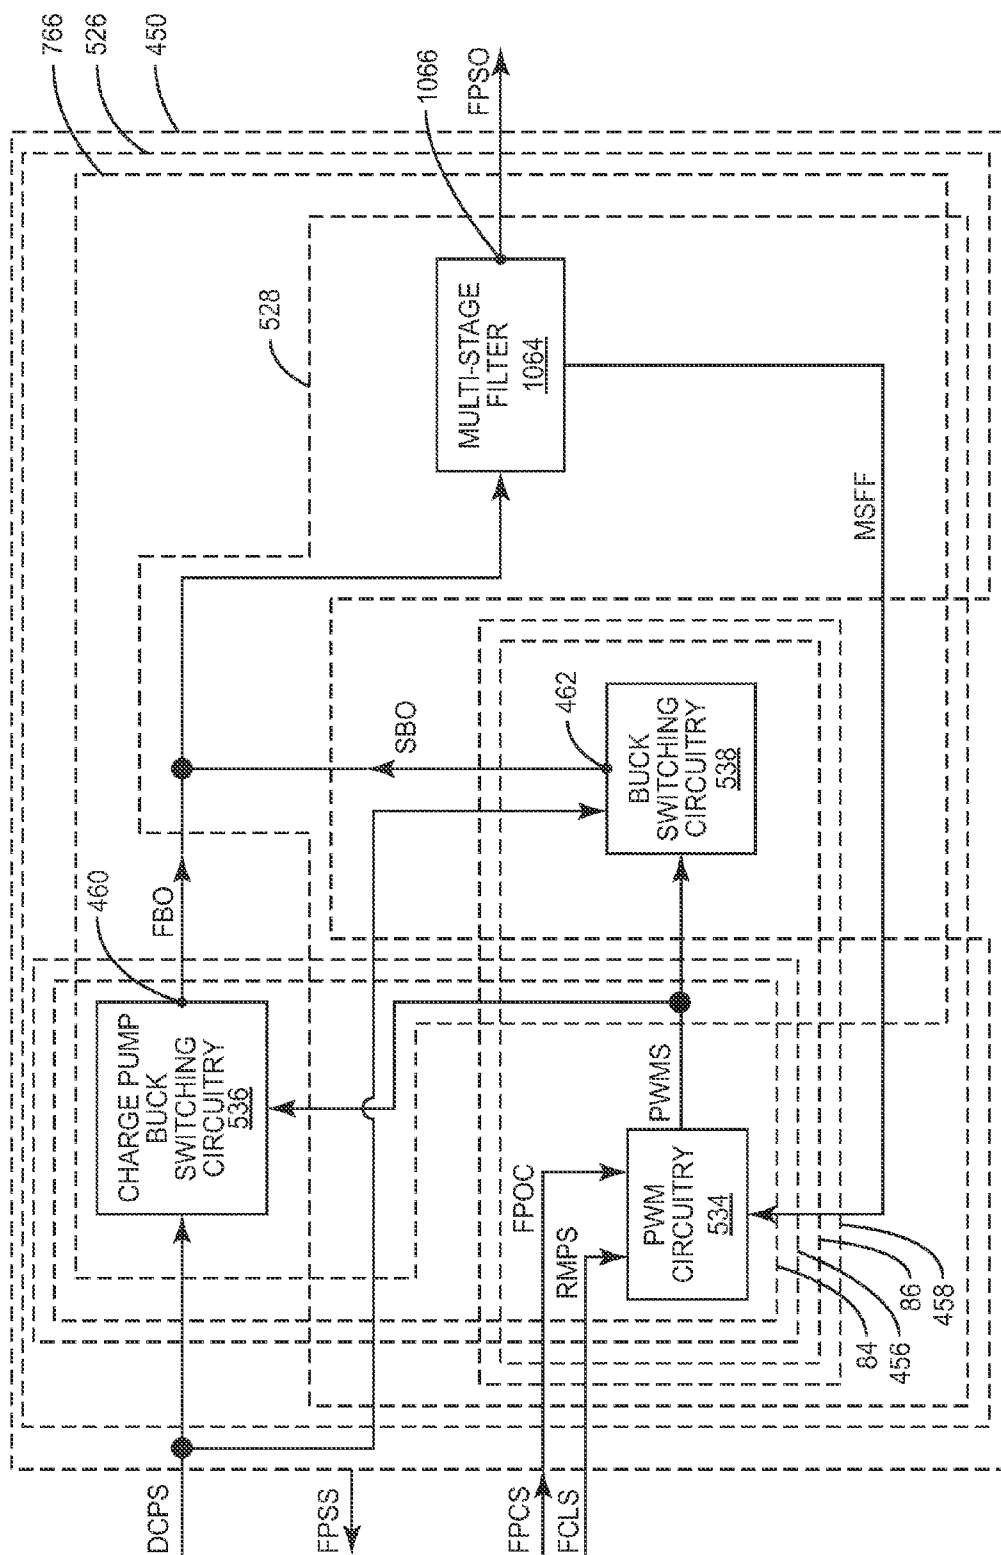 766
526
450
1066
FPSO
528
MULTI-STAGE
FILTER
1064
MSFF
SBO
462
BUCK
SWITCHING
CIRCUITRY
538
FBO
460
CHARGE PUMP
BUCK
SWITCHING
CIRCUITRY
536
PWMS
FPOC
RMPS
PWM
CIRCUITRY
534
84
456
86
458
DCPS
FPSS
FPCS
FCLS